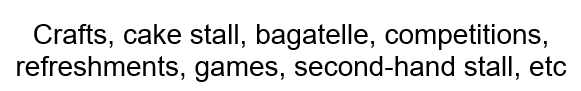 Crafts, cake stall, bagatelle, competitions,
refreshments, games, second-hand stall, etc